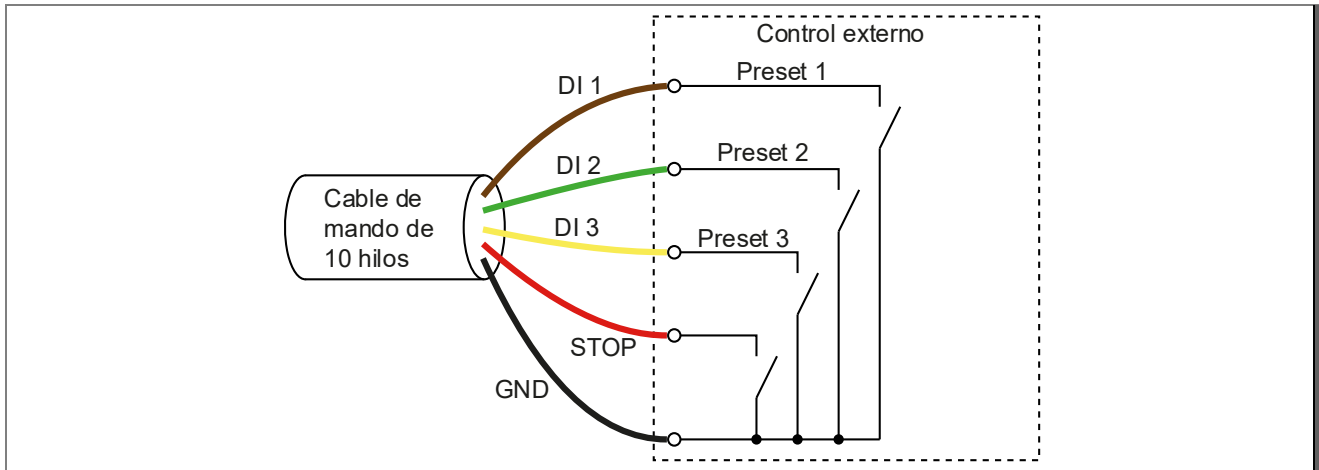 Control externo
DI 1
Preset 1
DI 2
Preset 2
Cable de
mando de
10 hilos
DI 3
Preset 3
STOP
GND